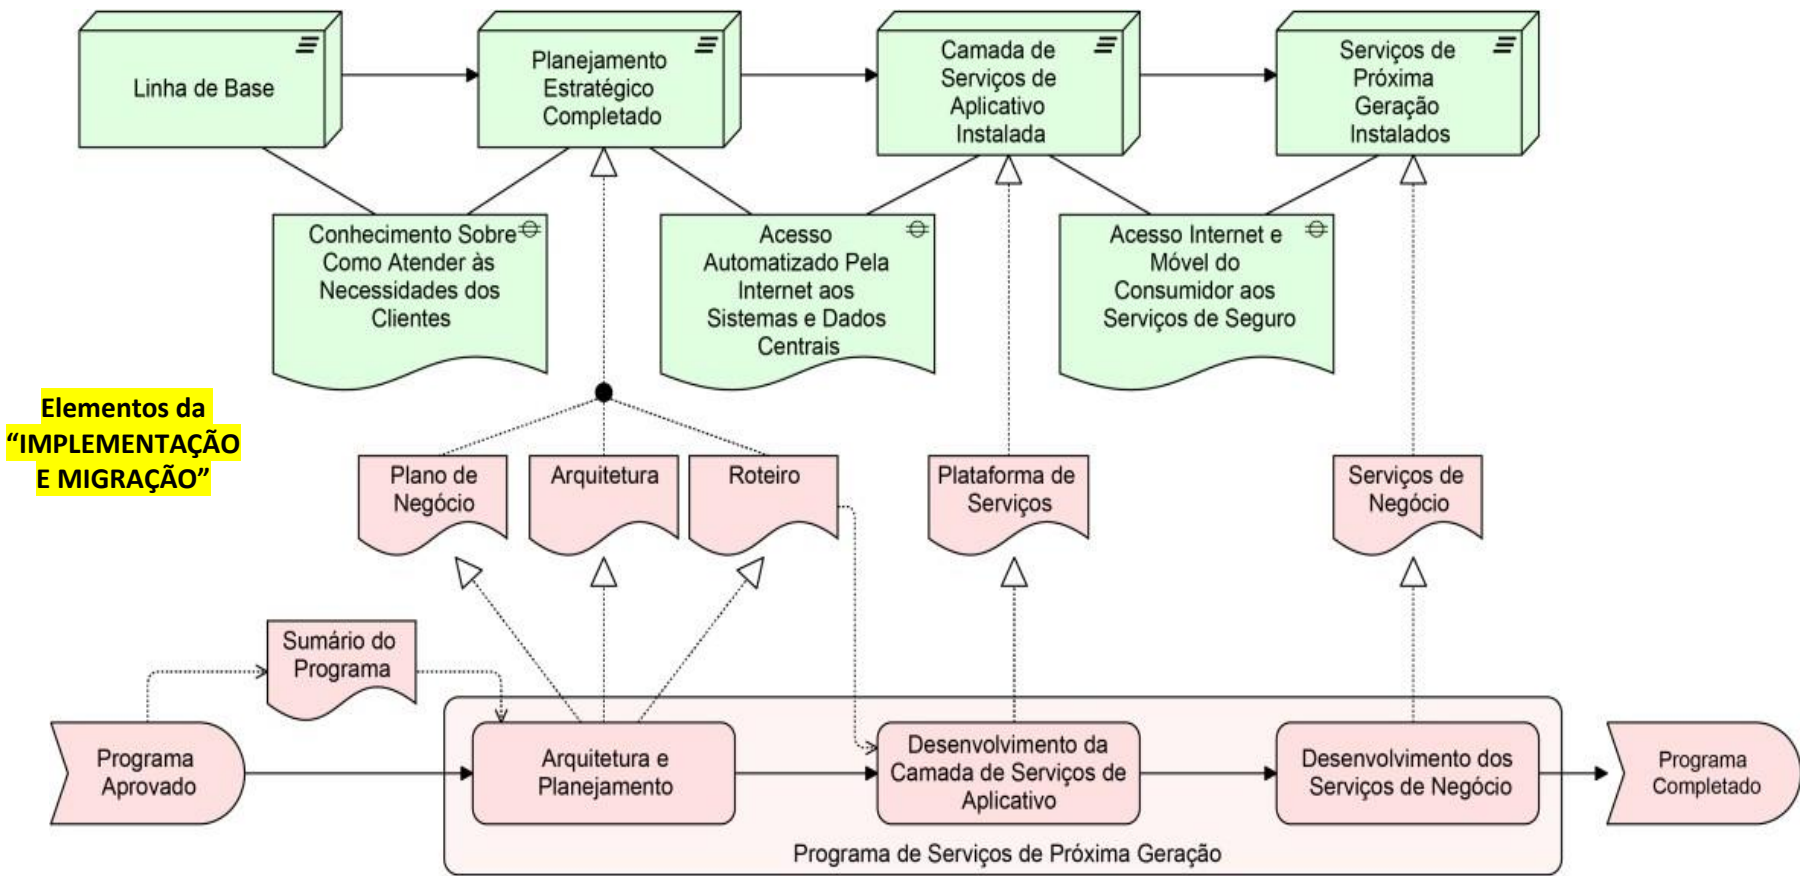 Linha de Base
Planejamento
Estratégico
Completado
Camada de
Serviços de
Aplicativo
Instalada
Serviços de
Próxima
Geração
Instalados
Conhecimento Sobre
Como Atender às
Necessidades dos
Clientes
Acesso
Automatizado Pela
Internet aos
Sistemas e Dados
Centrais
Acesso Internet e
Móvel do
Consumidor aos
Serviços de Seguro
Elementos da
“IMPLEMENTAÇÃO
E MIGRAÇÃO”
Plano de
Negócio
Arquitetura
Roteiro
Plataforma de
Serviços
Serviços de
Negócio
Sumário do
Programa
Programa
Aprovado
Arquitetura e
Planejamento
Desenvolvimento da
Camada de Serviços de
Aplicativo
Desenvolvimento dos
Serviços de Negócio
Programa
Completado
Programa de Serviços de Próxima Geração